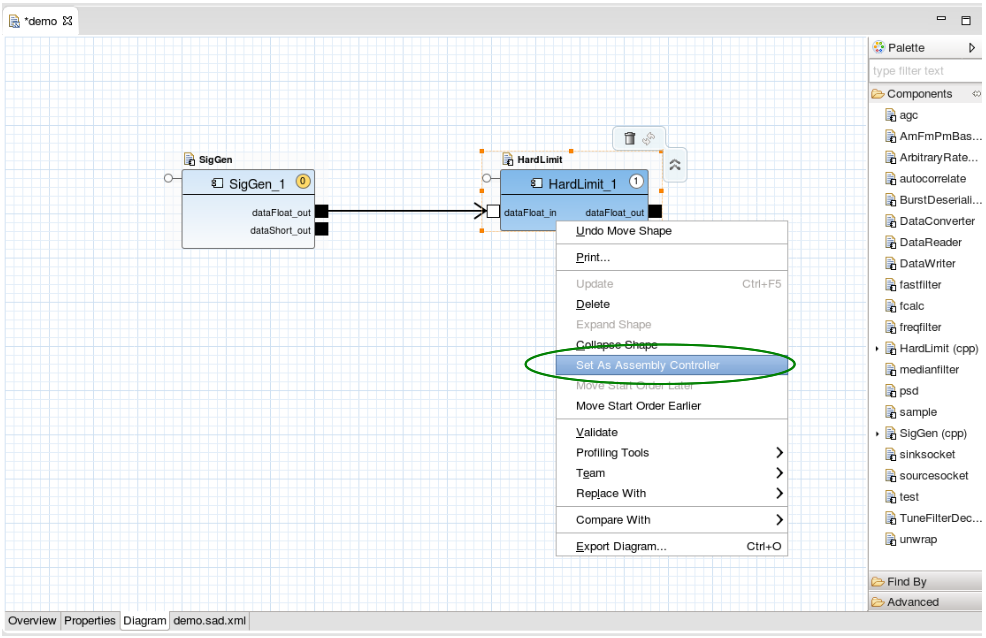 *demo
Palette
type filter text
Components
agc
AmFmPmBas...
ArbitraryRate...
autocorrelate
BurstDeseriali...
DataConverter
DataReader
DataWriter
fastfilter
fcalc
freqfilter
HardLimit (cpp)
medianfilter
psd
sample
SigGen (cpp)
sinksocket
sourcesocket
test
TuneFilterDec...
unwrap
Find By
Advanced
SigGen
SigGen_1 0
dataFloat_out
dataShort_out
HardLimit
HardLimit_1 1
dataFloat_in dataFloat_out
Undo Move Shape
Print...
Update Ctrl+F5
Delete
Expand Shape
Collapse Shape
Set As Assembly Controller
Move Start Order Later
Move Start Order Earlier
Validate
Profiling Tools
Team
Replace With
Compare With
Export Diagram... Ctrl+O
Overview Properties Diagram demo.sad.xml